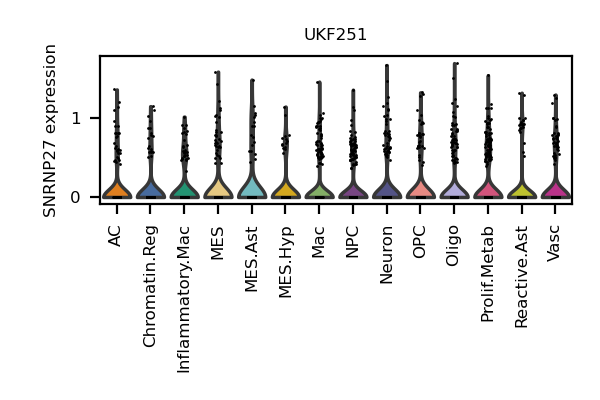 UKF251
SNRNP27 expression
1
0
AC
Chromatin.Reg
Inflammatory.Mac
MES
MES.Ast
MES.Hyp
Mac
NPC
Neuron
OPC
Oligo
Prolif.Metab
Reactive.Ast
Vasc